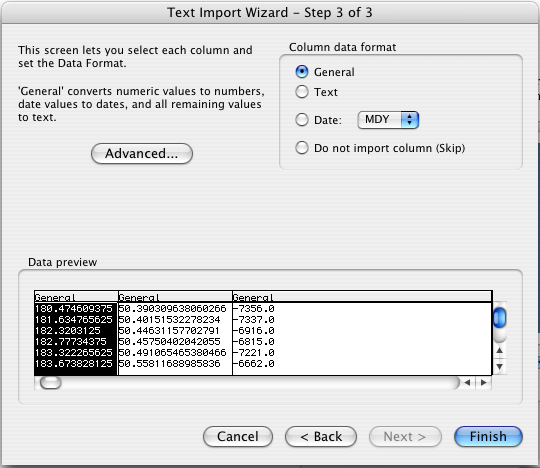 Text Import Wizard – Step 3 of 3
This screen lets you select each column and
set the Data Format.
'General' converts numeric values to numbers,
date values to dates, and all remaining values
to text.
Advanced...
Column data format
General
Text
Date: MDY
Do not import column (Skip)
Data preview
General General General
180.474609375 50.390309638060266 -7356.0
181.634765625 50.40151532278234 -7337.0
182.3203125 50.44631157702791 -6916.0
182.77734375 50.45750402042055 -6815.0
183.322265625 50.491065465380466 -7221.0
183.673828125 50.55811688985836 -6662.0
Cancel < Back Next > Finish